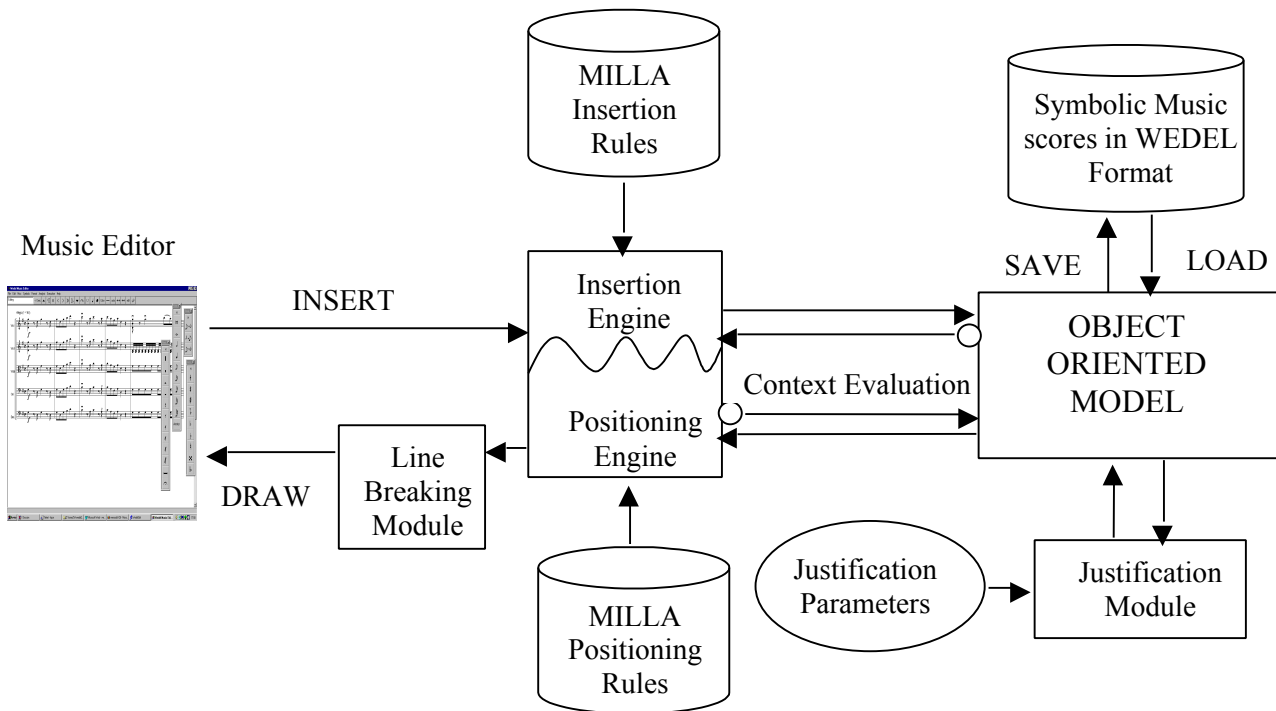 MILLA
Insertion
Rules
Symbolic Music
scores in WEDEL
Format
Music Editor
SAVE
LOAD
INSERT
Insertion
Engine
OBJECT
ORIENTED
MODEL
Context Evaluation
Positioning
Engine
Line
Breaking
Module
DRAW
Justification
Parameters
Justification
Module
MILLA
Positioning
Rules